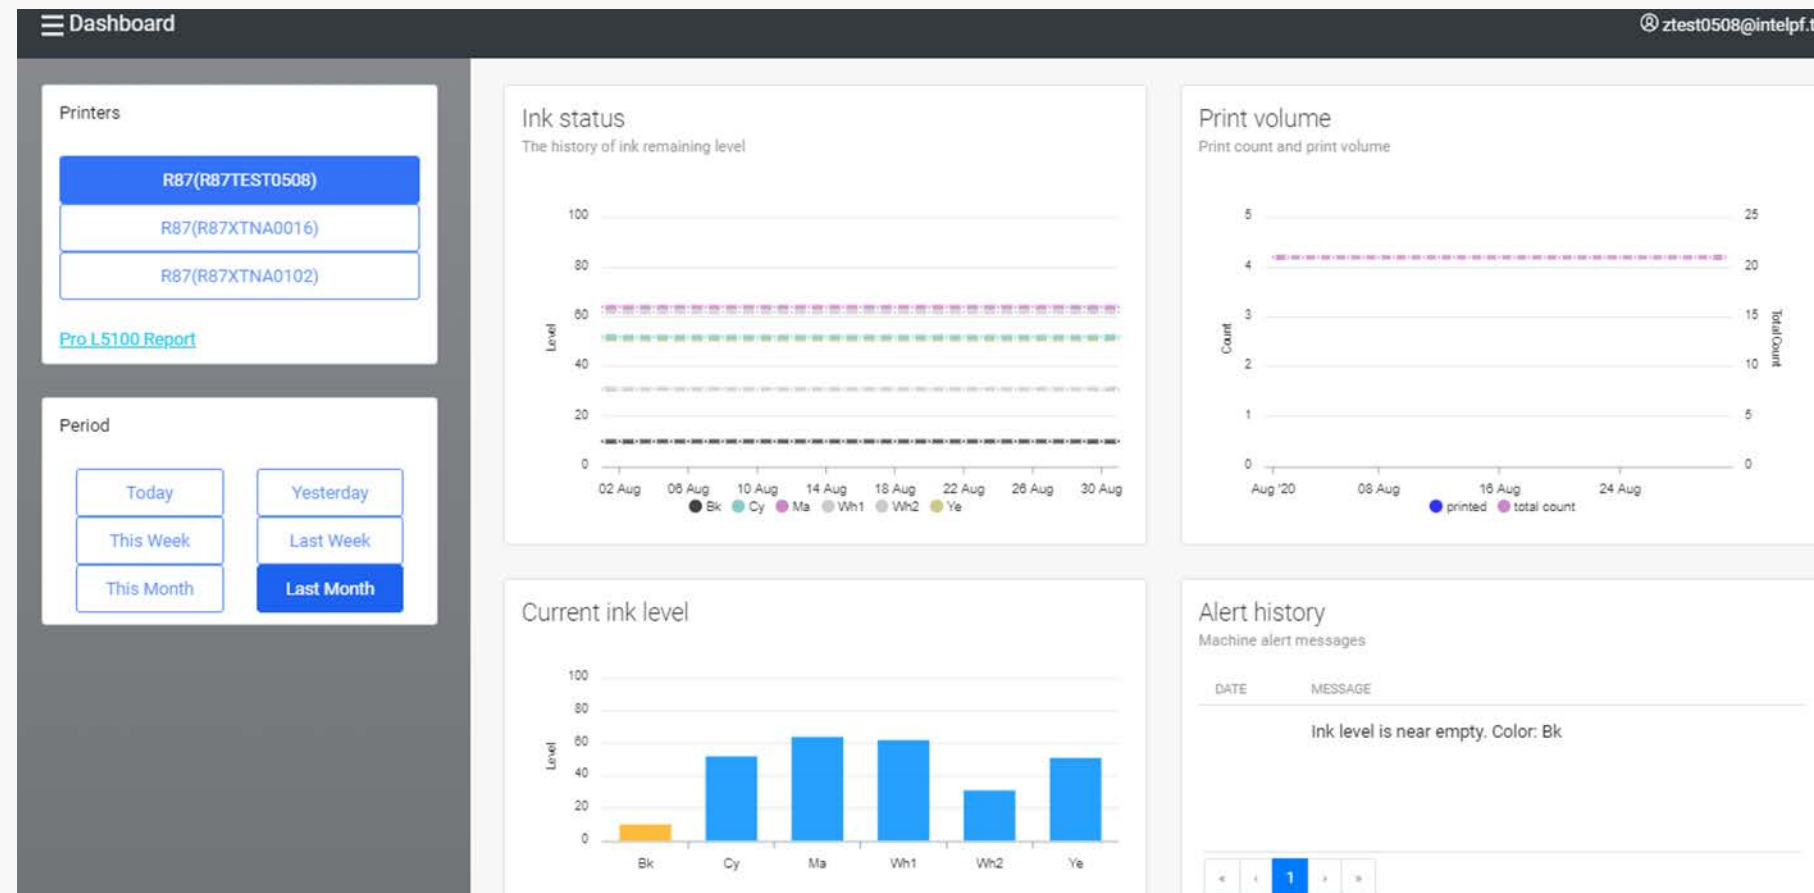 Dashboard
ztest0508@intelpf.t
Printers
R87(R87TEST0508)
R87(R87XTNA0016)
R87(R87XTNA0102)
Pro L5100 Report
Period
Today
Yesterday
This Week
Last Week
This Month
Last Month
Ink status
The history of ink remaining level
100
80
60
40
20
0
Level
02 Aug 06 Aug 10 Aug 14 Aug 18 Aug 22 Aug 26 Aug 30 Aug
Bk Cy Ma Wh1 Wh2 Ye
Print volume
Print count and print volume
5 25
4 20
3 15
2 10
1 5
0 0
Count
Total Count
Aug '20 08 Aug 16 Aug 24 Aug
printed total count
Current ink level
100
80
60
40
20
0
Level
Bk Cy Ma Wh1 Wh2 Ye
Alert history
Machine alert messages
DATE MESSAGE
Ink level is near empty. Color: Bk
« ‹ 1 › »